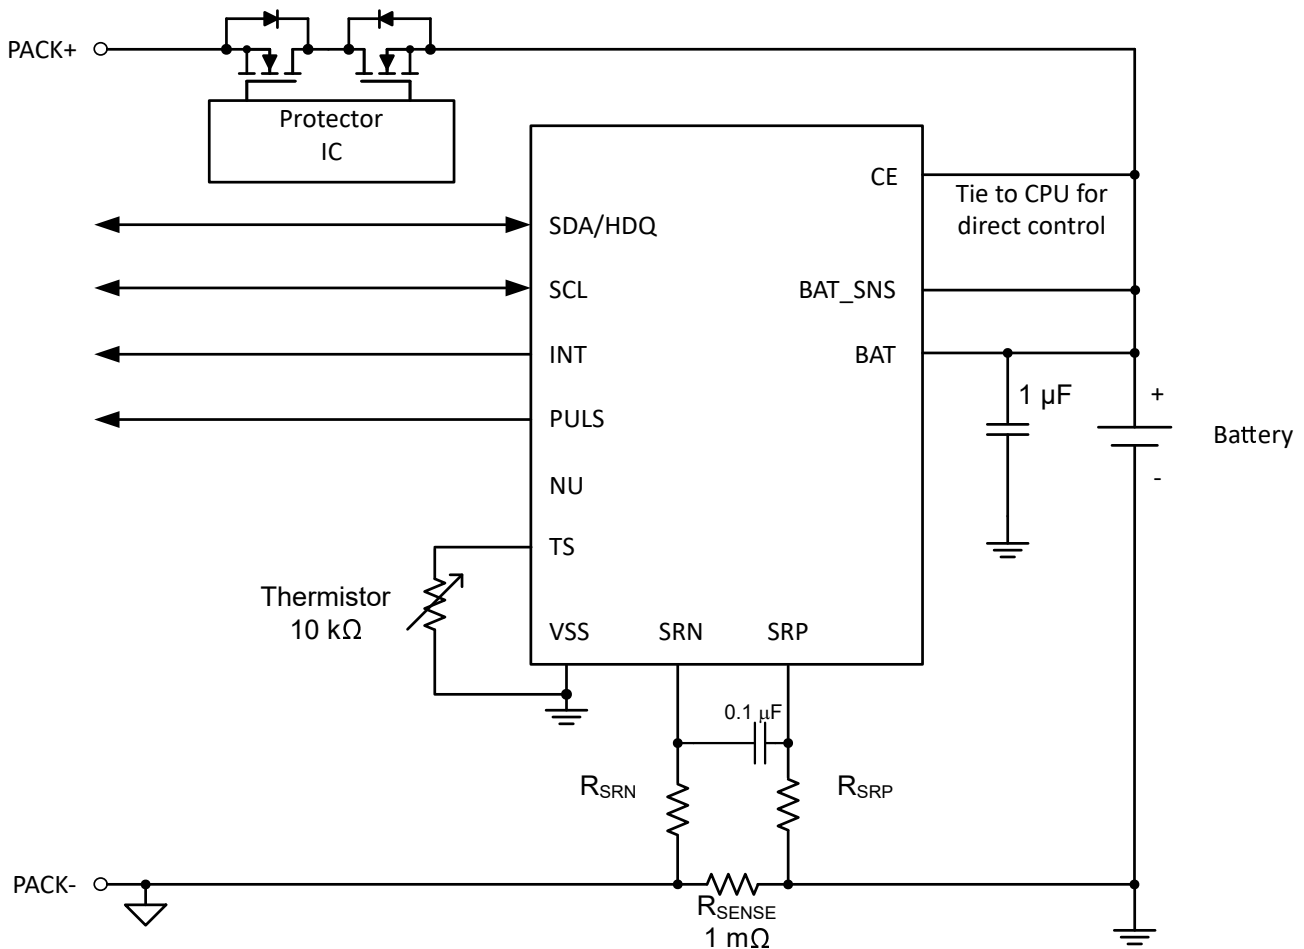 PACK+
Protector
IC
CE
Tie to CPU for
direct control
SDA/HDQ
SCL
BAT_SNS
INT
BAT
1 µF
+
PULS
Battery
-
NU
TS
Thermistor
10 kΩ
VSS
SRN
SRP
0.1 µF
RSRN
RSRP
PACK-
RSENSE
1 mΩ